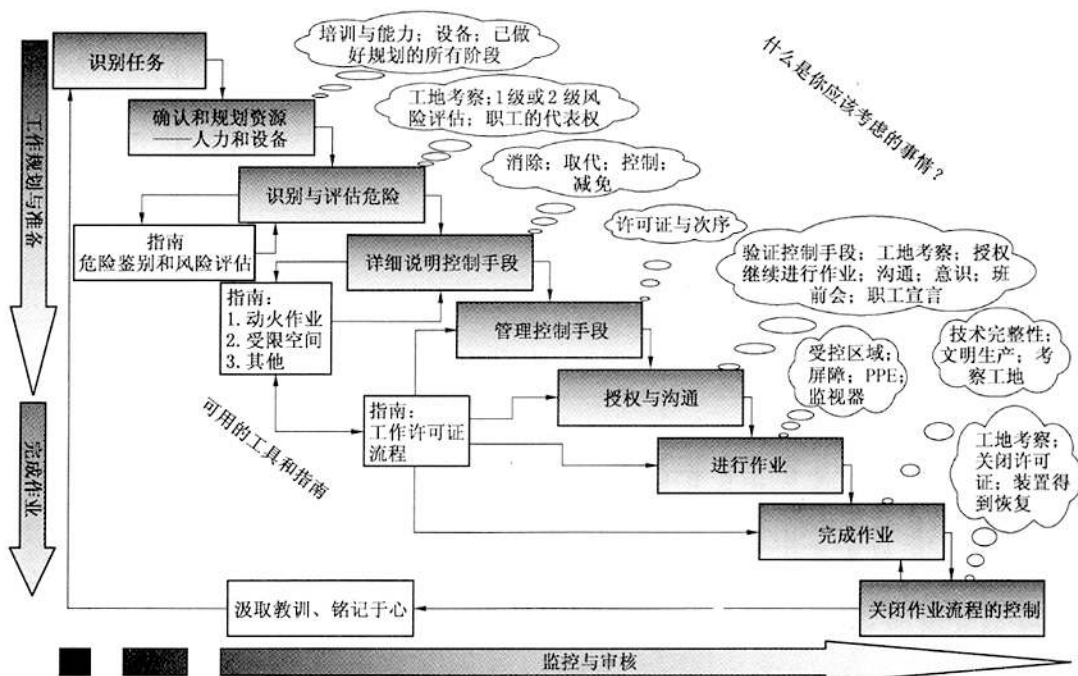 识别任务
培训与能力；设备；已做
好规划的所有阶段
什么是你应该考虑的事情？
确认和规划资源
——人力和设备
工地考察；1级或2级风
险评估；职工的代表权
工作规划与准备
识别与评估危险
消除；取代；控制；
减免
指南
危险鉴别和风险评估
详细说明控制手段
许可证与次序
指南：
1. 动火作业
2. 受限空间
3. 其他
管理控制手段
验证控制手段；工地考察；授权
继续进行作业；沟通；意识；班
前会；职工宣言
指南：
工作许可证
流程
授权与沟通
受控区域；
屏障；PPE；
监视器
技术完整性；
文明生产；考
察工地
可用的工具和指南
完成作业
进行作业
工地考察；
关闭许可
证；装置得
到恢复
完成作业
汲取教训、铭记于心
关闭作业流程的控制
监控与审核